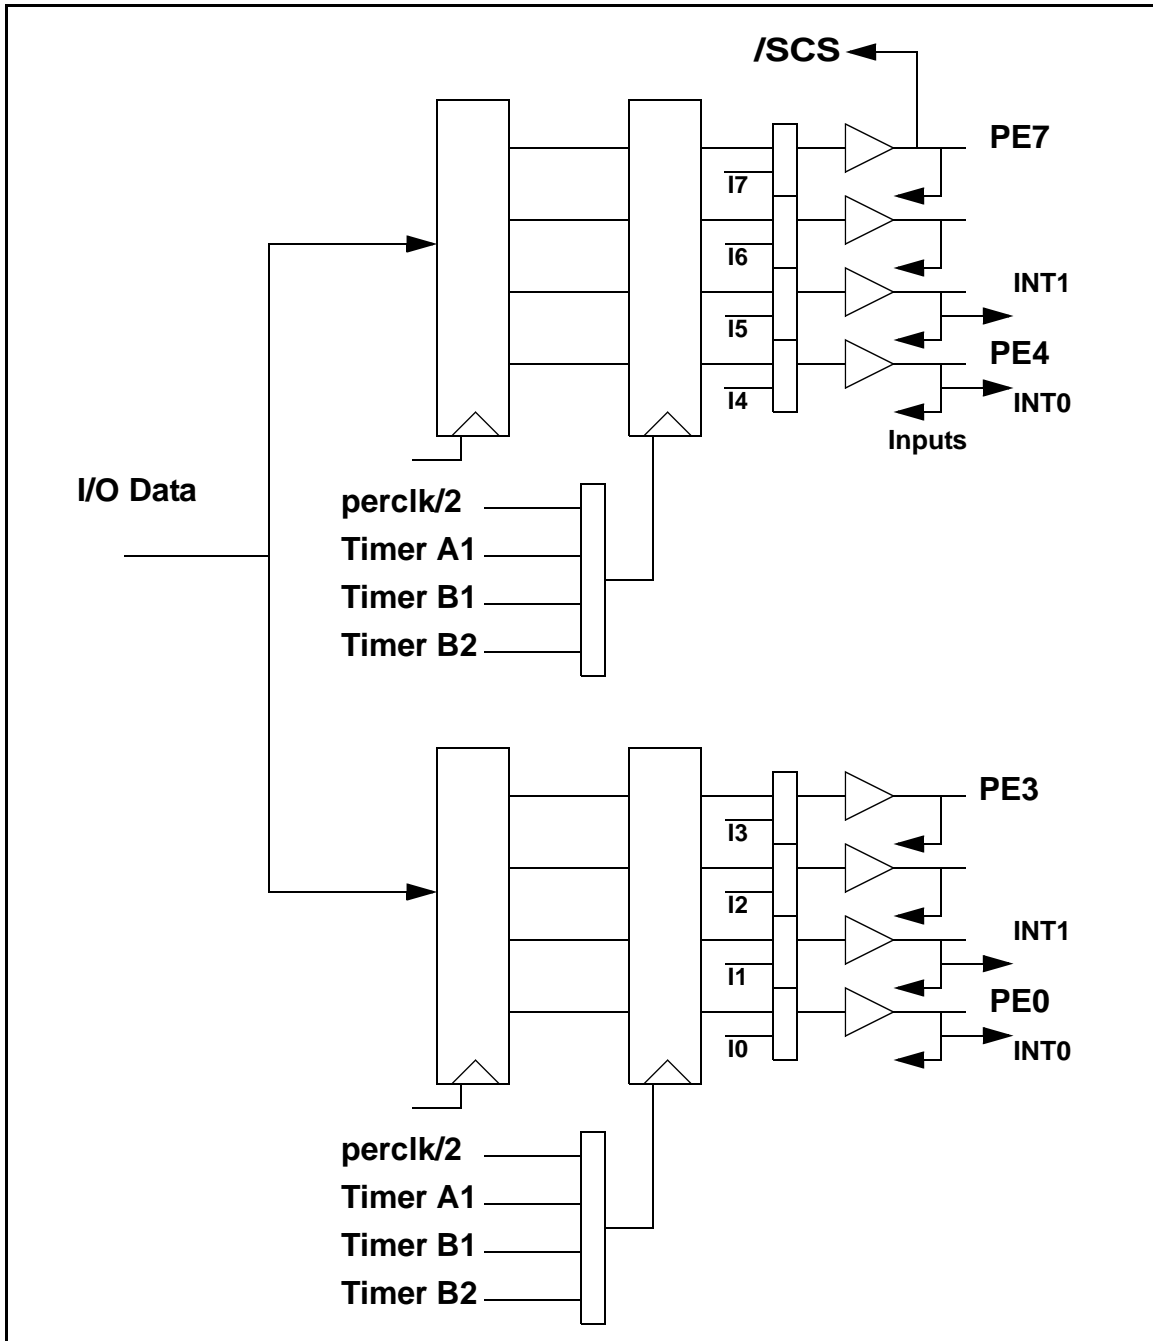 /SCS
PE7
I7
I6
INT1
I5
PE4
I4
INT0
Inputs
I/O Data
perclk/2
Timer A1
Timer B1
Timer B2
PE3
I3
I2
INT1
I1
PE0
I0
INT0
perclk/2
Timer A1
Timer B1
Timer B2